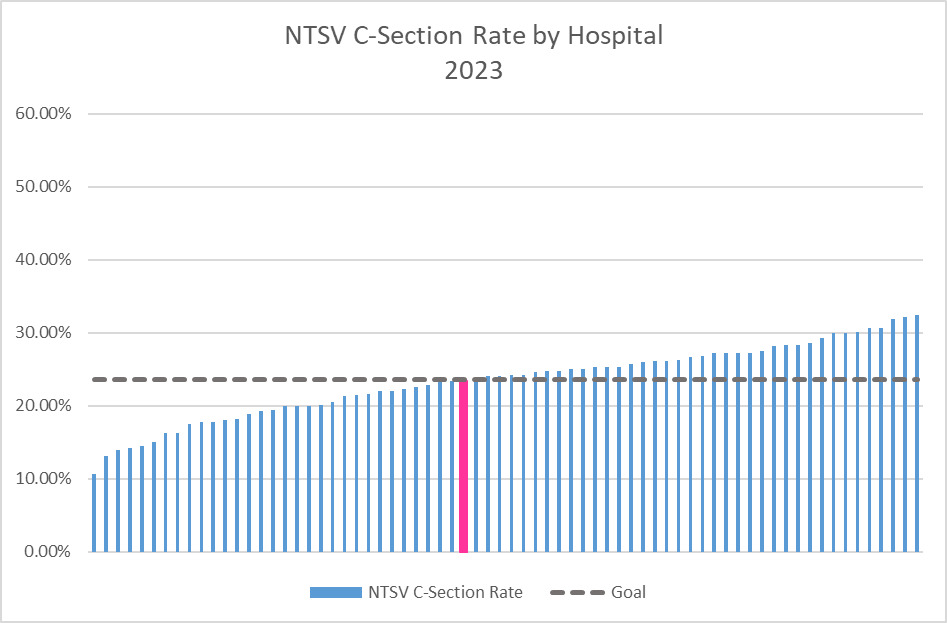 NTSV C-Section Rate by Hospital
2023
60.00%
50.00%
40.00%
30.00%
20.00%
10.00%
0.00%
NTSV C-Section Rate
Goal